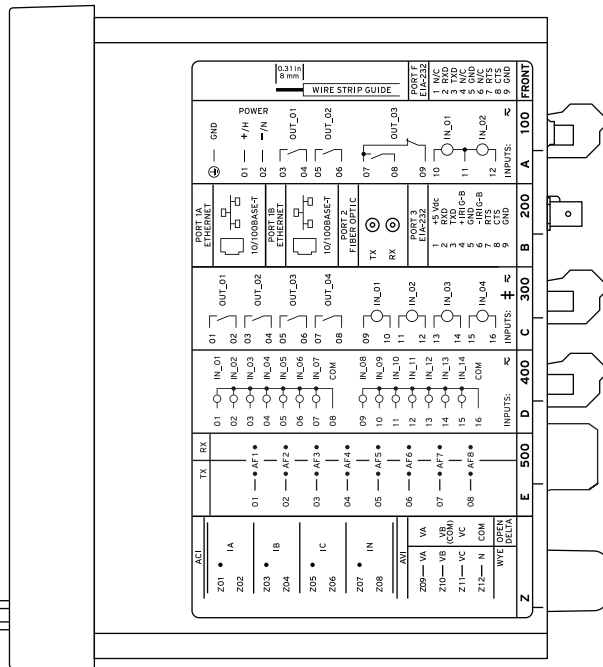 ACI
Z01 • IA
Z02
Z03 • IB
Z04
Z05 • IC
Z06
Z07 • IN
Z08
AVI
Z09 — VA VA
Z10 — VB VB (COM)
Z11 — VC VC
Z12 — N COM
WYE OPEN DELTA
Z
TX RX
01 — • AF1 •
02 — • AF2 •
03 — • AF3 •
04 — • AF4 •
05 — • AF5 •
06 — • AF6 •
07 — • AF7 •
08 — • AF8 •
E 500
01 IN_01
02 IN_02
03 IN_03
04 IN_04
05 IN_05
06 IN_06
07 IN_07
08 COM
09 IN_08
10 IN_09
11 IN_10
12 IN_11
13 IN_12
14 IN_13
15 IN_14
16 COM
INPUTS:
D 400
01
OUT_01
02
03
OUT_02
04
05
OUT_03
06
07
OUT_04
08
09
IN_01
10
11
IN_02
12
13
IN_03
14
15
IN_04
16
INPUTS:
C 300
PORT 1A
ETHERNET
10/100BASE-T
PORT 1B
ETHERNET
10/100BASE-T
PORT 2
FIBER OPTIC
TX
RX
PORT 3
EIA-232
1 +5 Vdc
2 RXD
3 TXD
4 +IRIG-B
5 GND
6 -IRIG-B
7 RTS
8 CTS
9 GND
B 200
GND
POWER
01 — +/H
02 — -/N
03
OUT_01
04
05
OUT_02
06
07
OUT_03
08
09
10
IN_01
11
IN_02
12
INPUTS:
A 100
0.31 in
8 mm
WIRE STRIP GUIDE
PORT F
EIA-232
1 N/C
2 RXD
3 TXD
4 N/C
5 GND
6 N/C
7 RTS
8 CTS
9 GND
FRONT